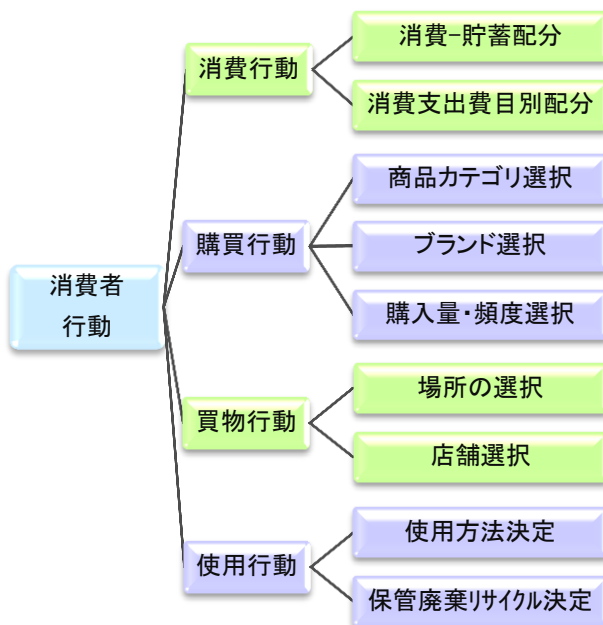 消費者
行動
消費行動
消費-貯蓄配分
消費支出費目別配分
購買行動
商品カテゴリ選択
ブランド選択
購入量・頻度選択
買物行動
場所の選択
店舗選択
使用行動
使用方法決定
保管廃棄リサイクル決定